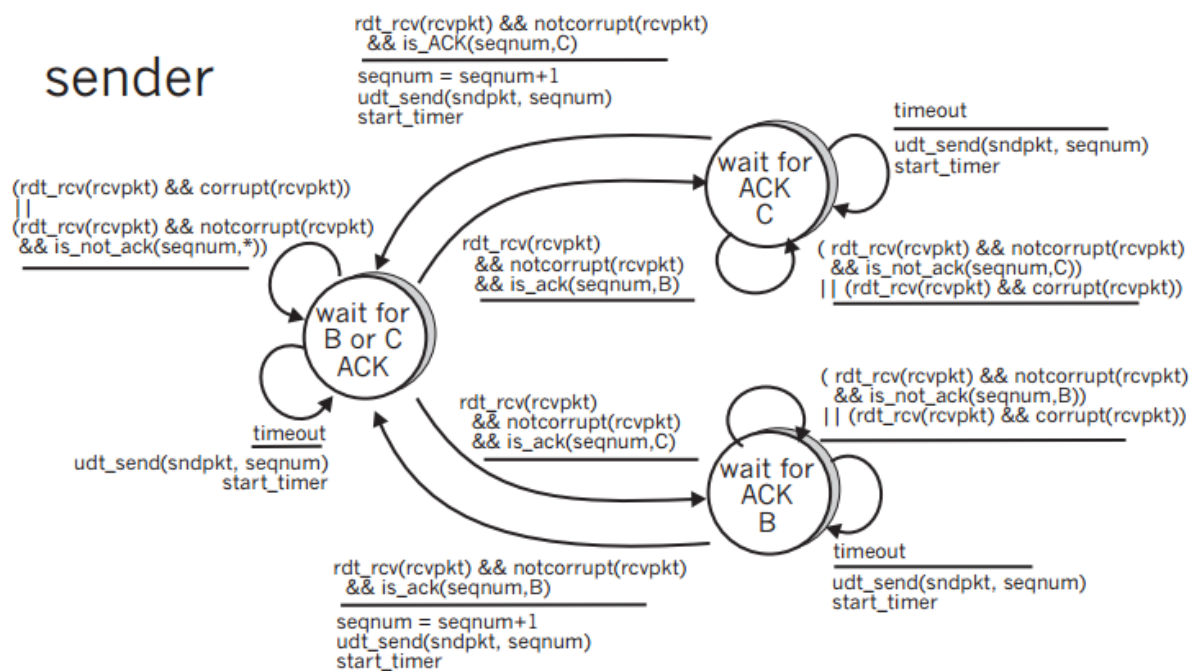 rdt_rcv(rcvpkt) && notcorrupt(rcvpkt)
&& is_ACK(seqnum,C)
seqnum = seqnum+1
udt_send(sndpkt, seqnum)
start_timer
sender
timeout
udt_send(sndpkt, seqnum)
start_timer
wait for
ACK
C
(rdt_rcv(rcvpkt) && corrupt(rcvpkt))
||
(rdt_rcv(rcvpkt) && notcorrupt(rcvpkt)
&& is_not_ack(seqnum,*))
rdt_rcv(rcvpkt)
&& notcorrupt(rcvpkt)
&& is_ack(seqnum,B)
( rdt_rcv(rcvpkt) && notcorrupt(rcvpkt)
&& is_not_ack(seqnum,C))
|| (rdt_rcv(rcvpkt) && corrupt(rcvpkt))
wait for
B or C
ACK
timeout
udt_send(sndpkt, seqnum)
start_timer
rdt_rcv(rcvpkt)
&& notcorrupt(rcvpkt)
&& is_ack(seqnum,C)
( rdt_rcv(rcvpkt) && notcorrupt(rcvpkt)
&& is_not_ack(seqnum,B))
|| (rdt_rcv(rcvpkt) && corrupt(rcvpkt))
wait for
ACK
B
timeout
udt_send(sndpkt, seqnum)
start_timer
rdt_rcv(rcvpkt) && notcorrupt(rcvpkt)
&& is_ack(seqnum,B)
seqnum = seqnum+1
udt_send(sndpkt, seqnum)
start_timer